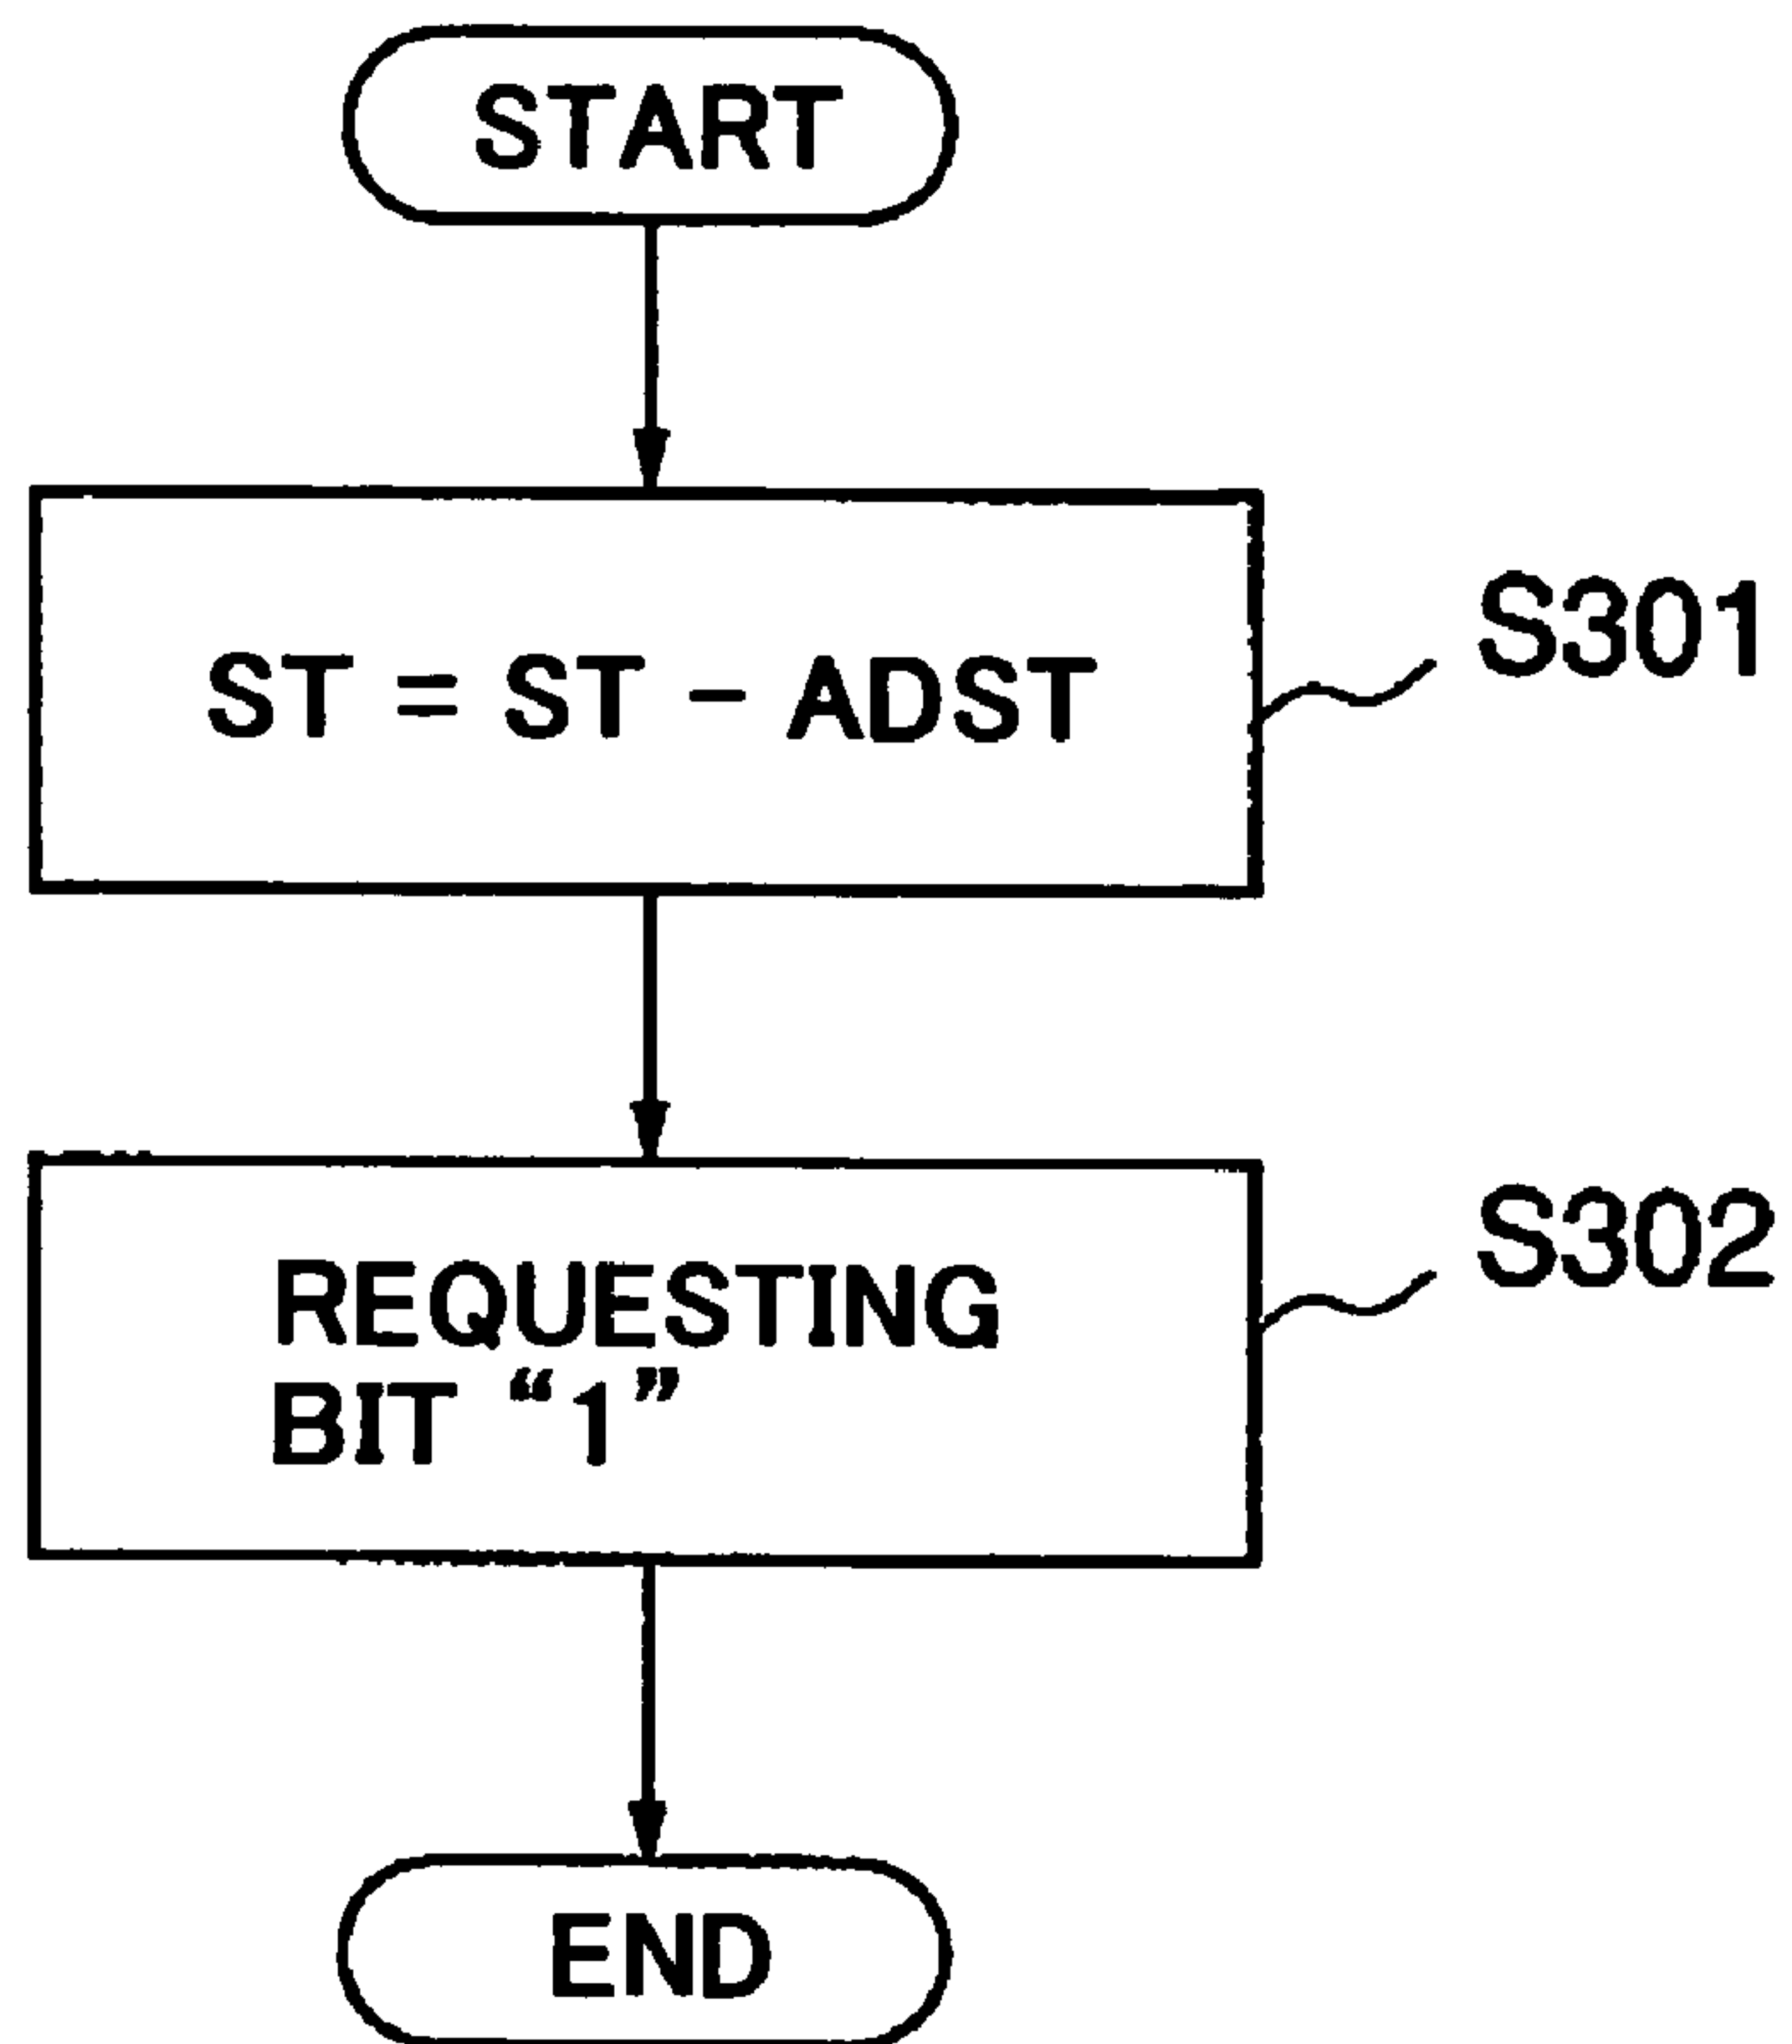 START
ST = ST - ADST
S301
REQUESTING
BIT “1”
S302
END